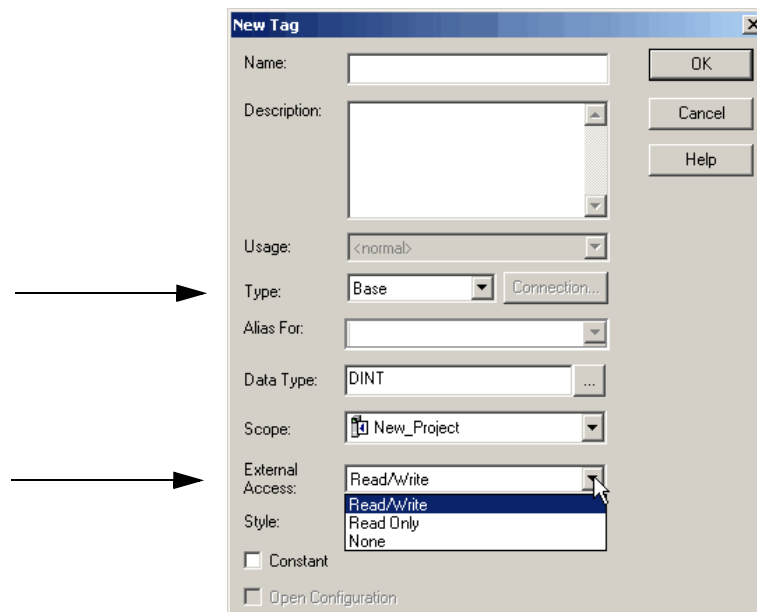 New Tag
Name:
OK
Description:
Cancel
Help
Usage: <normal>
Type: Base Connection...
Alias For:
Data Type: DINT ...
Scope: New_Project
External Access: Read/Write
Read/Write
Style:
Read Only
None
Constant
Open Configuration